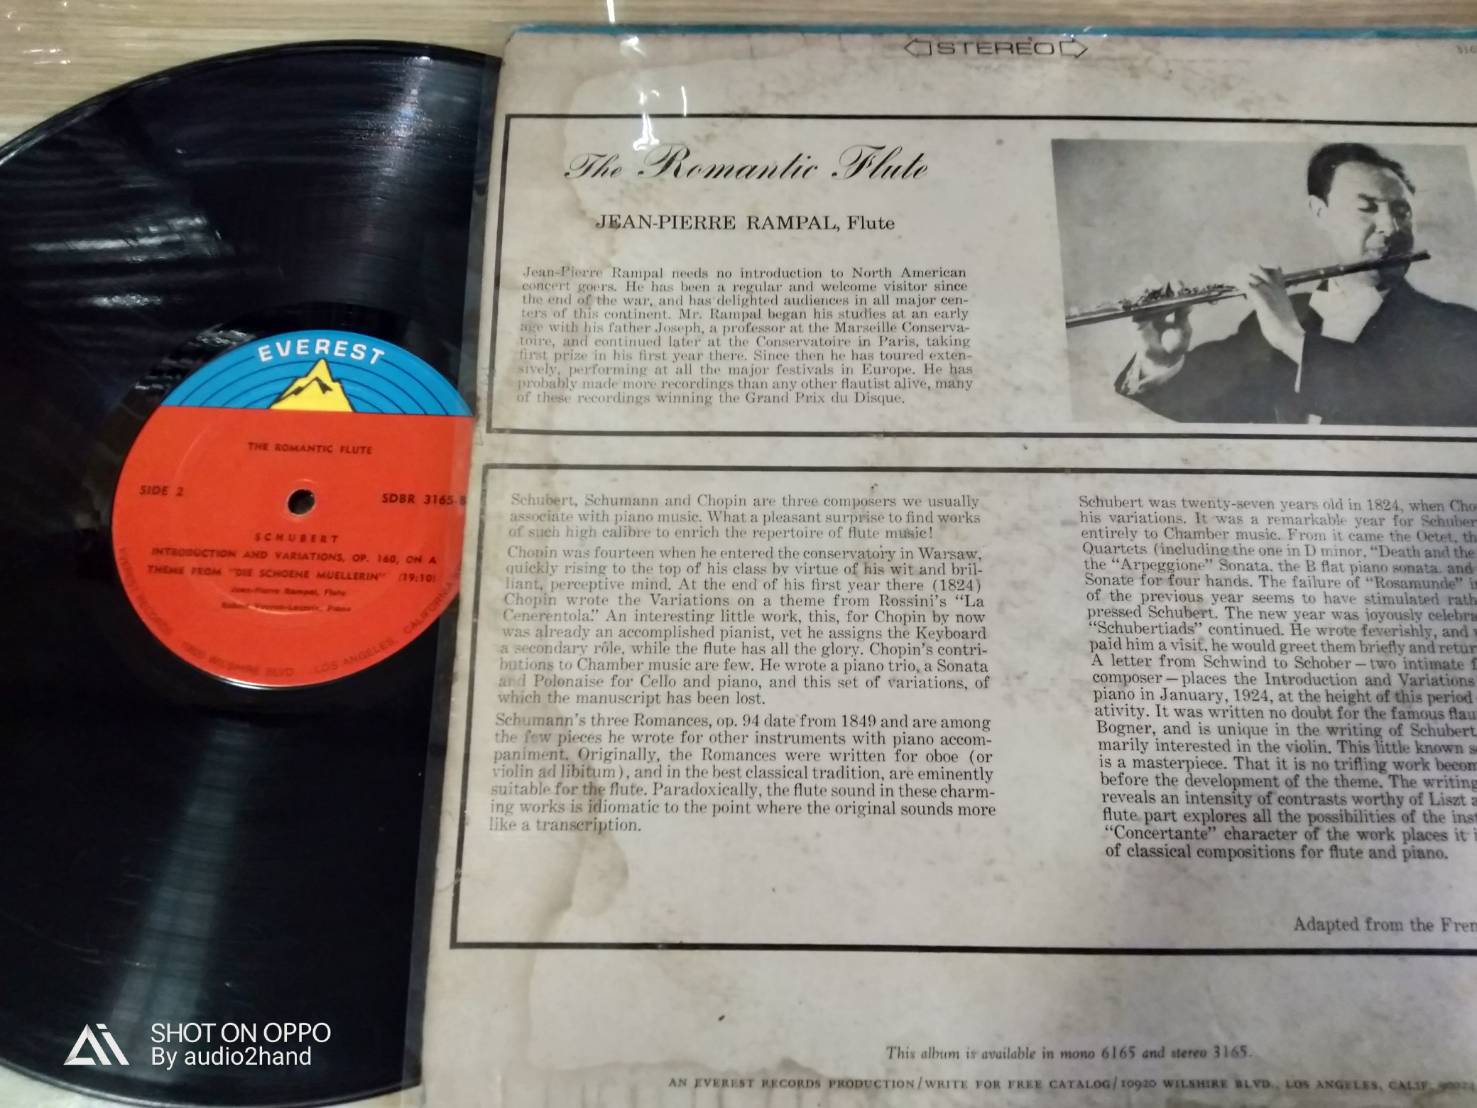 EVEREST
THE ROMANTIC FLUTE
SIDE 2
SDBR 3165-B
SCHUBERT
INTRODUCTION AND VARIATIONS, OP. 160, ON A
THEME FROM "DIE SCHOENE MUELLERIN" (19:10)
Jean-Pierre Rampal, Flute
Piano
EVEREST RECORDS WILSHIRE BLVD. LOS ANGELES, CALIFORNIA
STEREO
The Romantic Flute
JEAN-PIERRE RAMPAL, Flute
Jean-Pierre Rampal needs no introduction to North American
concert goers. He has been a regular and welcome visitor since
the end of the war, and has delighted audiences in all major cen-
ters of this continent. Mr. Rampal began his studies at an early
age with his father Joseph, a professor at the Marseille Conserva-
toire, and continued later at the Conservatoire in Paris, taking
first prize in his first year there. Since then he has toured exten-
sively, performing at all the major festivals in Europe. He has
probably made more recordings than any other flautist alive, many
of these recordings winning the Grand Prix du Disque.
Schubert, Schumann and Chopin are three composers we usually
associate with piano music. What a pleasant surprise to find works
of such high calibre to enrich the repertoire of flute music!
Chopin was fourteen when he entered the conservatory in Warsaw,
quickly rising to the top of his class by virtue of his wit and bril-
liant, perceptive mind. At the end of his first year there (1824)
Chopin wrote the Variations on a theme from Rossini's "La
Cenerentola." An interesting little work, this, for Chopin by now
was already an accomplished pianist, yet he assigns the Keyboard
a secondary rôle, while the flute has all the glory. Chopin's contri-
butions to Chamber music are few. He wrote a piano trio, a Sonata
and Polonaise for Cello and piano, and this set of variations, of
which the manuscript has been lost.
Schumann's three Romances, op. 94 date from 1849 and are among
the few pieces he wrote for other instruments with piano accom-
paniment. Originally, the Romances were written for oboe (or
violin ad libitum), and in the best classical tradition, are eminently
suitable for the flute. Paradoxically, the flute sound in these charm-
ing works is idiomatic to the point where the original sounds more
like a transcription.
Schubert was twenty-seven years old in 1824, when Cho
his variations. It was a remarkable year for Schuber
entirely to Chamber music. From it came the Octet, th
Quartets (including the one in D minor, "Death and the
the "Arpeggione" Sonata, the B flat piano sonata, and
Sonate for four hands. The failure of "Rosamunde" i
of the previous year seems to have stimulated rath
pressed Schubert. The new year was joyously celebra
"Schubertiads" continued. He wrote feverishly, and
paid him a visit, he would greet them briefly and retur
A letter from Schwind to Schober — two intimate f
composer — places the Introduction and Variations
piano in January, 1924, at the height of this period
ativity. It was written no doubt for the famous flau
Bogner, and is unique in the writing of Schubert
marily interested in the violin. This little known s
is a masterpiece. That it is no trifling work becom
before the development of the theme. The writing
reveals an intensity of contrasts worthy of Liszt a
flute part explores all the possibilities of the inst
"Concertante" character of the work places it i
of classical compositions for flute and piano.
Adapted from the Fren
This album is available in mono 6165 and stereo 3165.
AN EVEREST RECORDS PRODUCTION/WRITE FOR FREE CATALOG/10920 WILSHIRE BLVD., LOS ANGELES, CALIF.
SHOT ON OPPO
By audio2hand